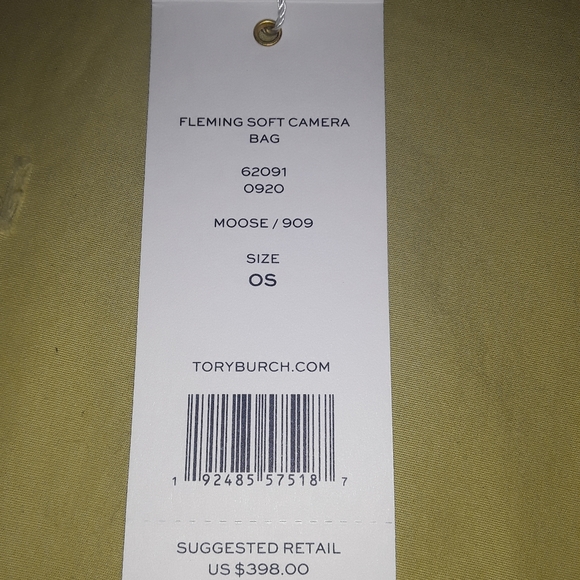 FLEMING SOFT CAMERA
BAG
62091
0920
MOOSE / 909
SIZE
OS
TORYBURCH.COM
1 92485 57518 7
SUGGESTED RETAIL
US $398.00